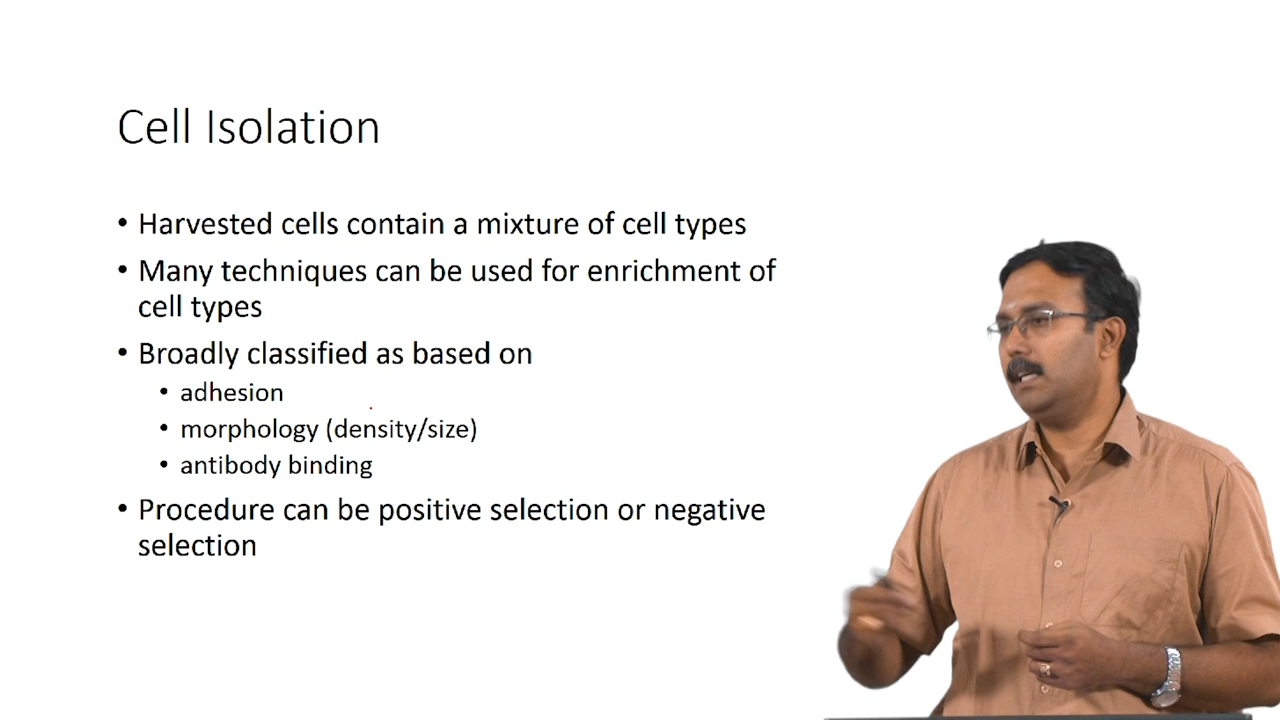 Cell Isolation
• Harvested cells contain a mixture of cell types
• Many techniques can be used for enrichment of
cell types
• Broadly classified as based on
• adhesion
• morphology (density/size)
• antibody binding
• Procedure can be positive selection or negative
selection